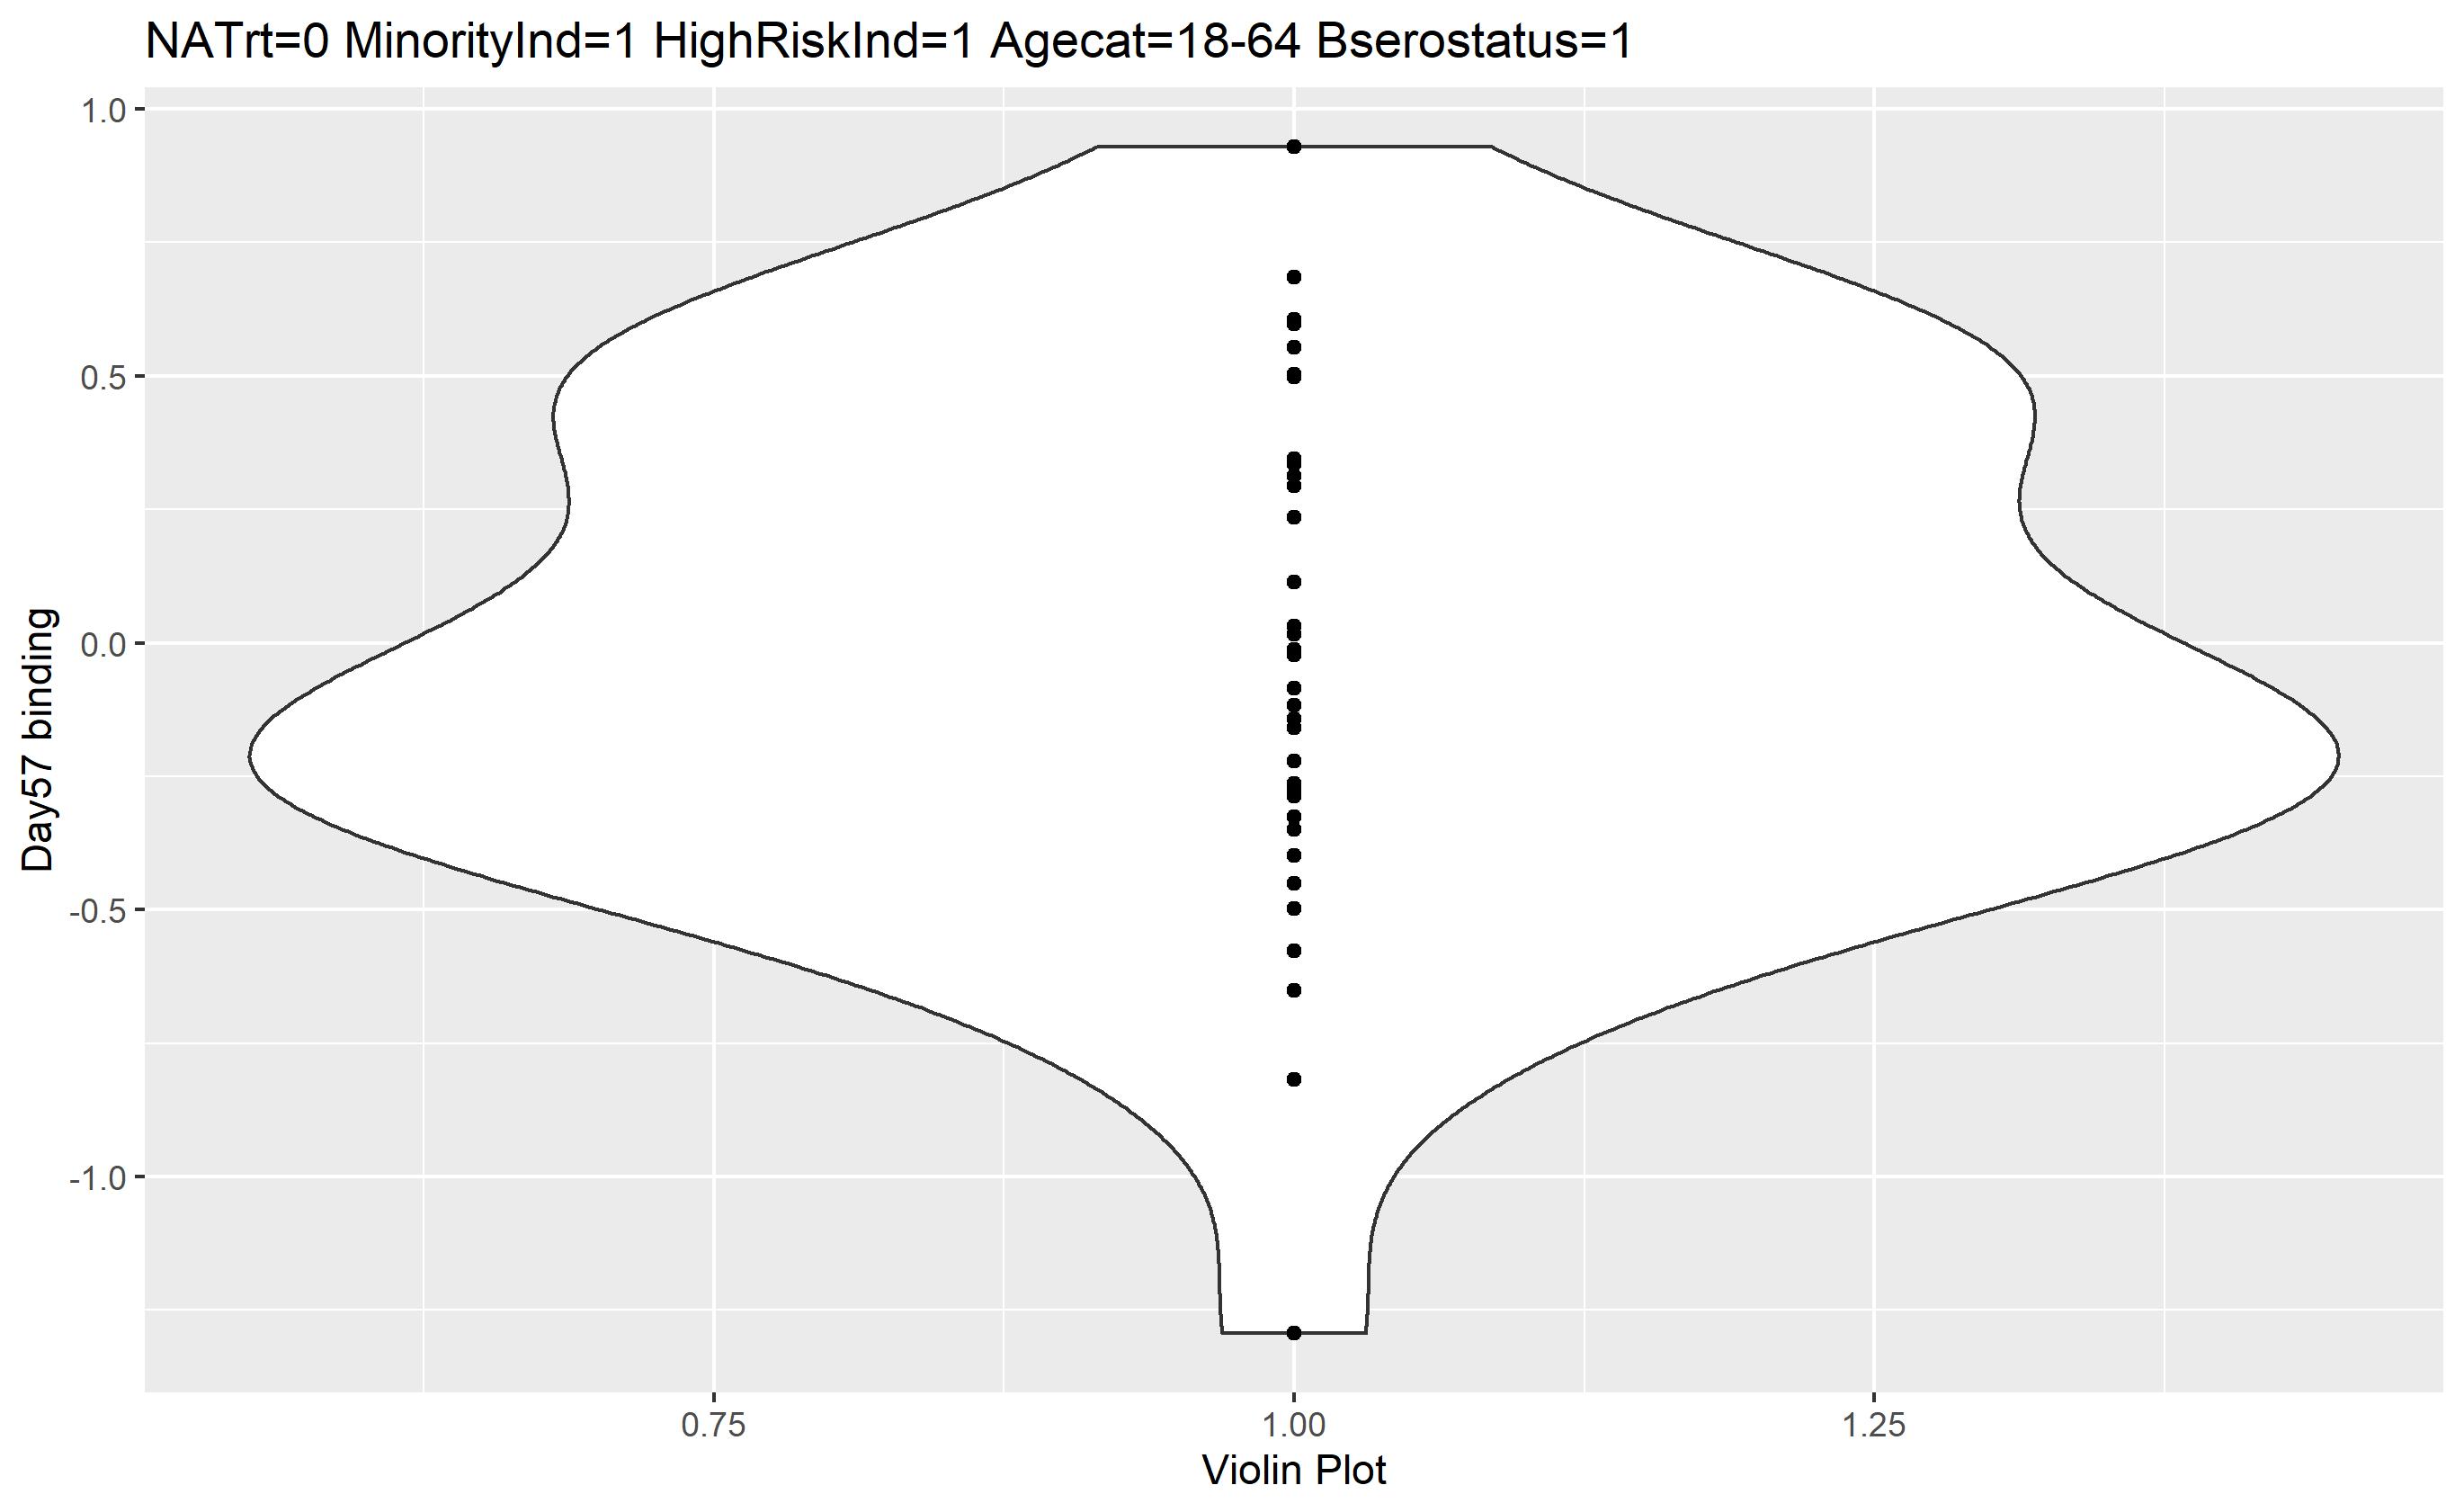 NATrt=0 MinorityInd=1 HighRiskInd=1 Agecat=18-64 Bserostatus=1
1.0
0.5
0.0
-0.5
-1.0
Day57 binding
0.75 1.00 1.25
Violin Plot